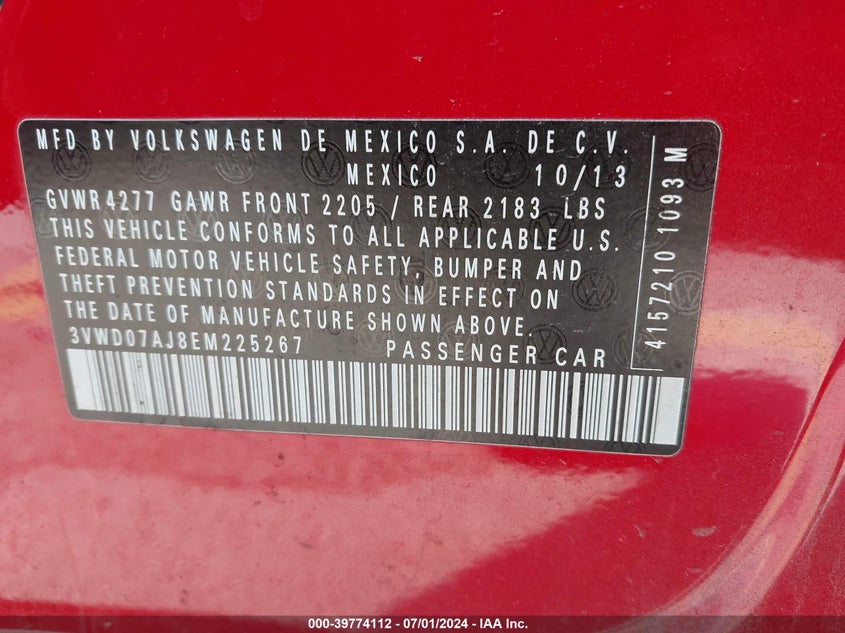 MFD BY VOLKSWAGEN DE MEXICO S.A. DE C.V.
MEXICO 10/13
GVWR4277 GAWR FRONT 2205 / REAR 2183 LBS
THIS VEHICLE CONFORMS TO ALL APPLICABLE U.S.
FEDERAL MOTOR VEHICLE SAFETY, BUMPER AND
THEFT PREVENTION STANDARDS IN EFFECT ON
THE DATE OF MANUFACTURE SHOWN ABOVE.
3VWD07AJ8EM225267 PASSENGER CAR
4157210 1093 M
000-39774112 - 07/01/2024 - IAA Inc.